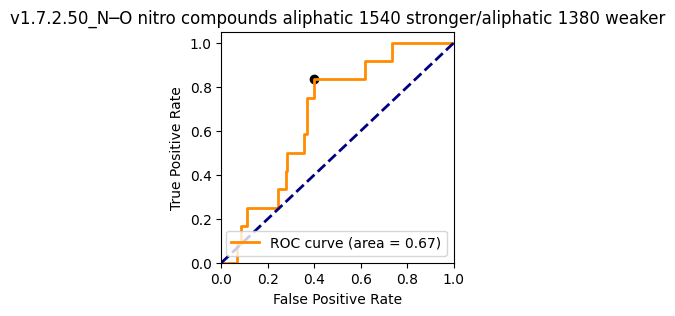 v1.7.2.50_N─O nitro compounds aliphatic 1540 stronger/aliphatic 1380 weaker
1.0
0.8
0.6
0.4
0.2
0.0
True Positive Rate
ROC curve (area = 0.67)
0.0 0.2 0.4 0.6 0.8 1.0
False Positive Rate